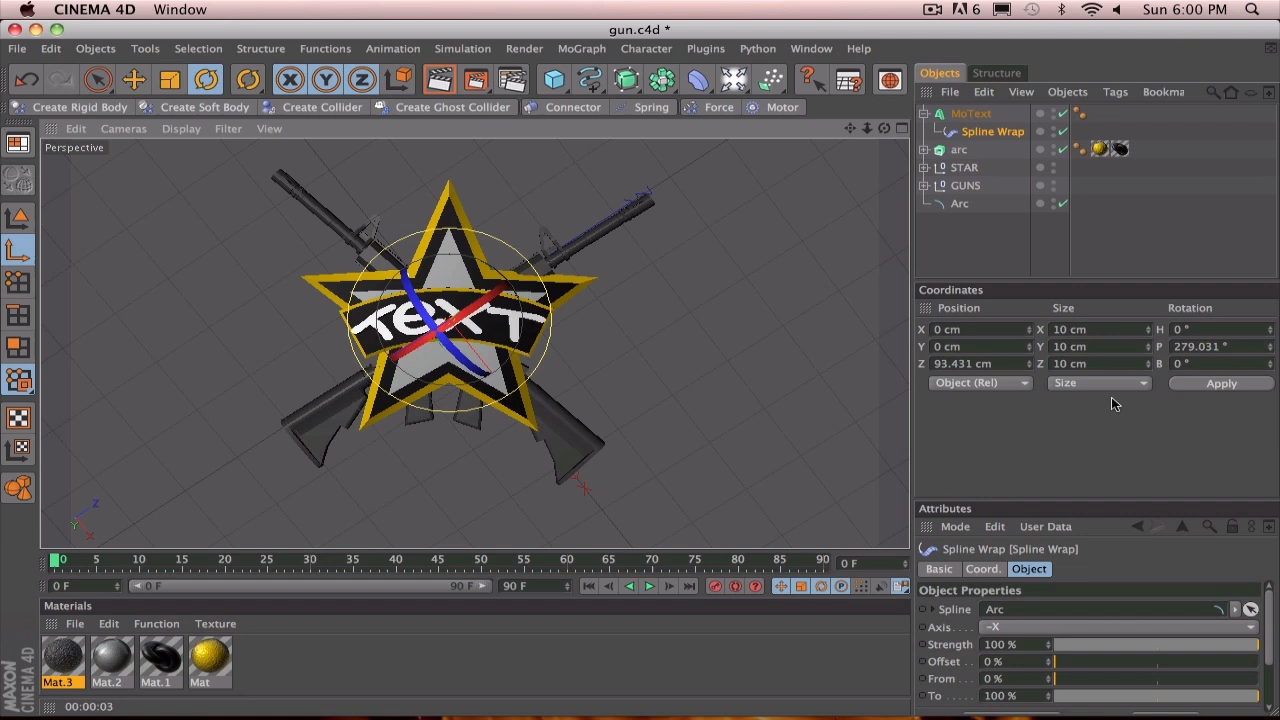 CINEMA 4D Window 6 Sun 6:00 PM
gun.c4d *
File Edit Objects Tools Selection Structure Functions Animation Simulation Render MoGraph Character Plugins Python Window Help
X Y Z
Objects Structure
File Edit View Objects Tags Bookma
Create Rigid Body Create Soft Body Create Collider Create Ghost Collider Connector Spring Force Motor
Edit Cameras Display Filter View
Perspective
MoText
Spline Wrap
arc
STAR
GUNS
Arc
TEXT
Z
Y
X
Coordinates
Position Size Rotation
X 0 cm X 10 cm H 0 °
Y 0 cm Y 10 cm P 279.031 °
Z 93.431 cm Z 10 cm B 0 °
Object (Rel) Size Apply
Attributes
Mode Edit User Data
Spline Wrap [Spline Wrap]
Basic Coord. Object
Object Properties
Spline Arc
Axis . . . . -X
Strength 100 %
Offset . . 0 %
From . . . 0 %
To . . . . 100 %
0 5 10 15 20 25 30 35 40 45 50 55 60 65 70 75 80 85 90 0 F
0 F 0 F 90 F 90 F
Materials
File Edit Function Texture
Mat.3 Mat.2 Mat.1 Mat
MAXON CINEMA 4D
00:00:03